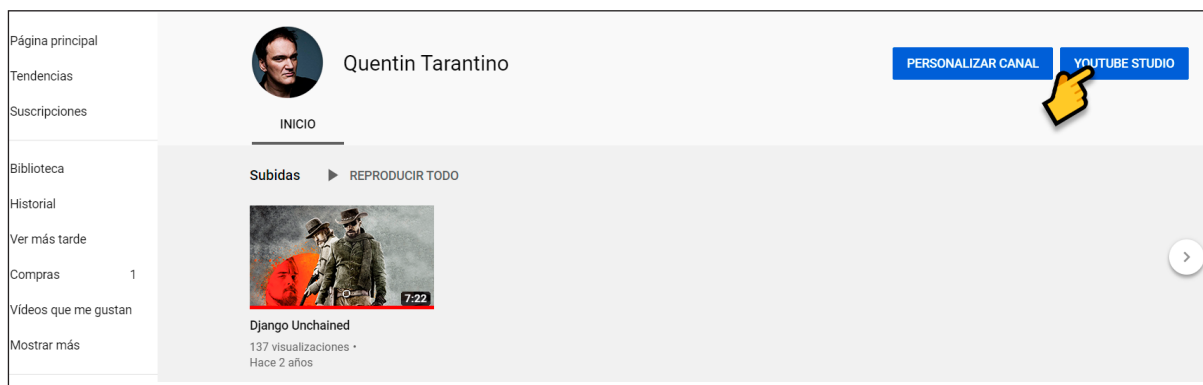 Página principal
Tendencias
Suscripciones
Biblioteca
Historial
Ver más tarde
Compras 1
Vídeos que me gustan
Mostrar más
Quentin Tarantino
PERSONALIZAR CANAL
YOUTUBE STUDIO
INICIO
Subidas REPRODUCIR TODO
7:22
Django Unchained
137 visualizaciones •
Hace 2 años